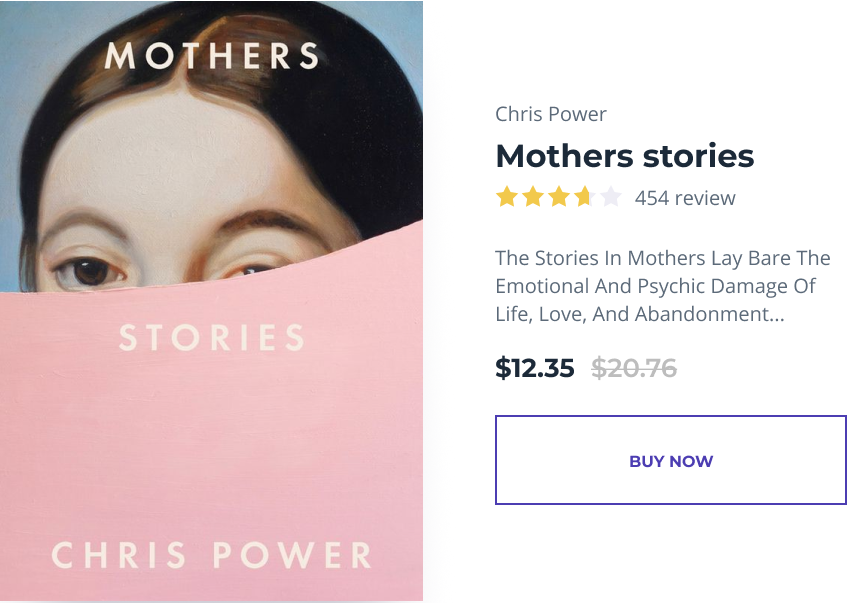 MOTHERS
STORIES
CHRIS POWER
Chris Power
Mothers stories
454 review
The Stories In Mothers Lay Bare The
Emotional And Psychic Damage Of
Life, Love, And Abandonment...
$12.35 $20.76
BUY NOW